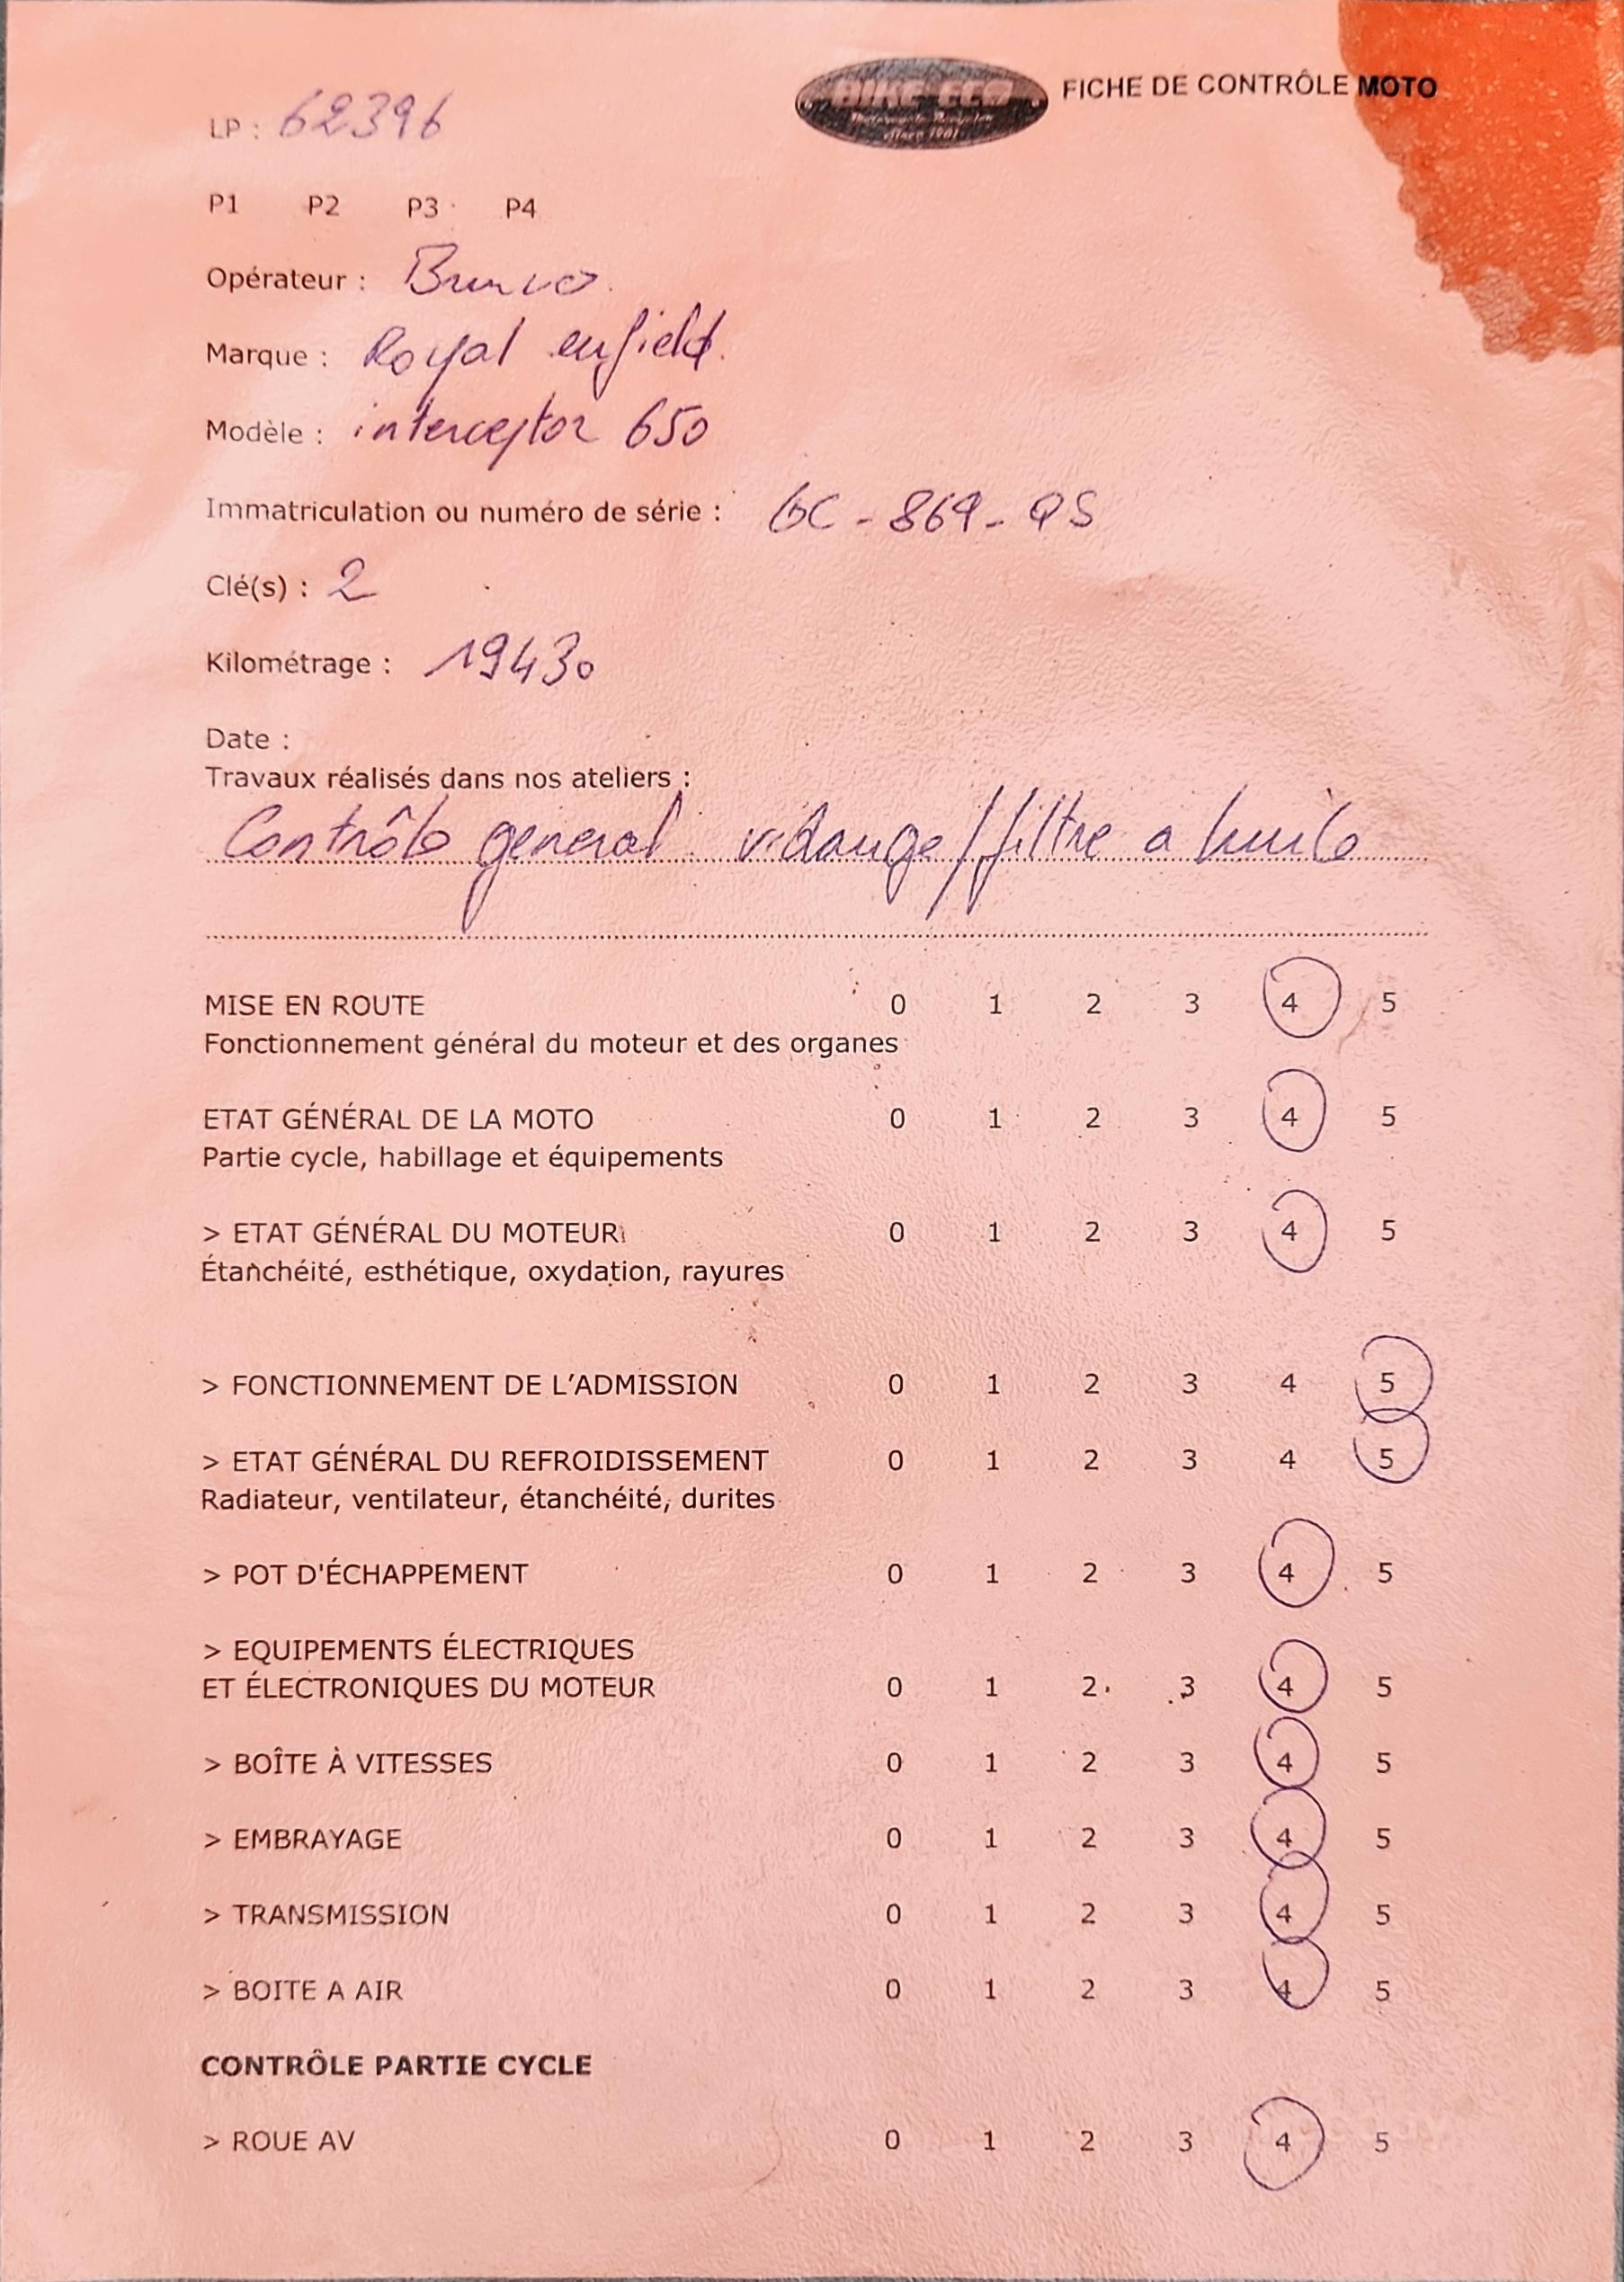 BIKE ECO
FICHE DE CONTRÔLE MOTO
LP : 62396
P1 P2 P3 P4
Opérateur : Bruno
Marque : Royal enfield
Modèle : interceptor 650
Immatriculation ou numéro de série : GC - 869 - QS
Clé(s) : 2
Kilométrage : 19430
Date :
Travaux réalisés dans nos ateliers :
Contrôle general vidange/filtre a huile
MISE EN ROUTE 0 1 2 3 4 5
Fonctionnement général du moteur et des organes
ETAT GÉNÉRAL DE LA MOTO 0 1 2 3 4 5
Partie cycle, habillage et équipements
> ETAT GÉNÉRAL DU MOTEUR 0 1 2 3 4 5
Étanchéité, esthétique, oxydation, rayures
> FONCTIONNEMENT DE L'ADMISSION 0 1 2 3 4 5
> ETAT GÉNÉRAL DU REFROIDISSEMENT 0 1 2 3 4 5
Radiateur, ventilateur, étanchéité, durites
> POT D'ÉCHAPPEMENT 0 1 2 3 4 5
> EQUIPEMENTS ÉLECTRIQUES
ET ÉLECTRONIQUES DU MOTEUR 0 1 2 3 4 5
> BOÎTE À VITESSES 0 1 2 3 4 5
> EMBRAYAGE 0 1 2 3 4 5
> TRANSMISSION 0 1 2 3 4 5
> BOITE A AIR 0 1 2 3 4 5
CONTRÔLE PARTIE CYCLE
> ROUE AV 0 1 2 3 4 5